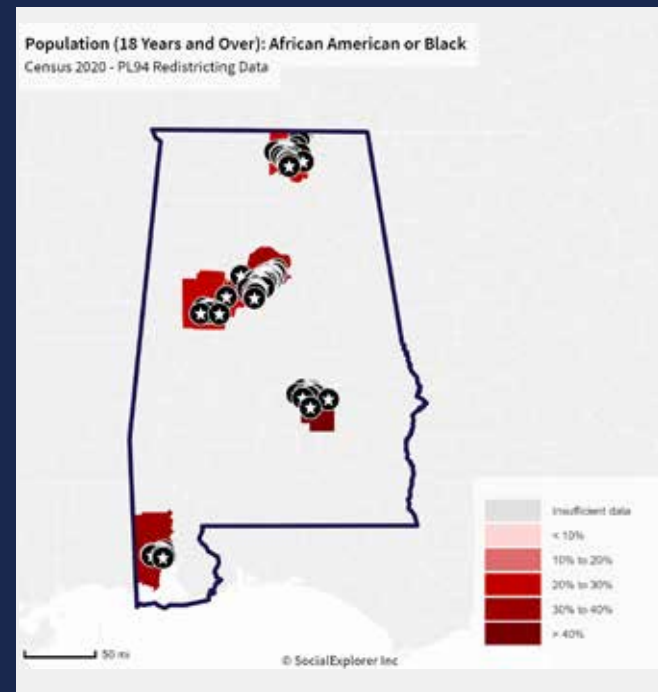 Population (18 Years and Over): African American or Black
Census 2020 - PL94 Redistricting Data
Insufficient data
< 10%
10% to 20%
20% to 30%
30% to 40%
> 40%
50 mi
© SocialExplorer Inc